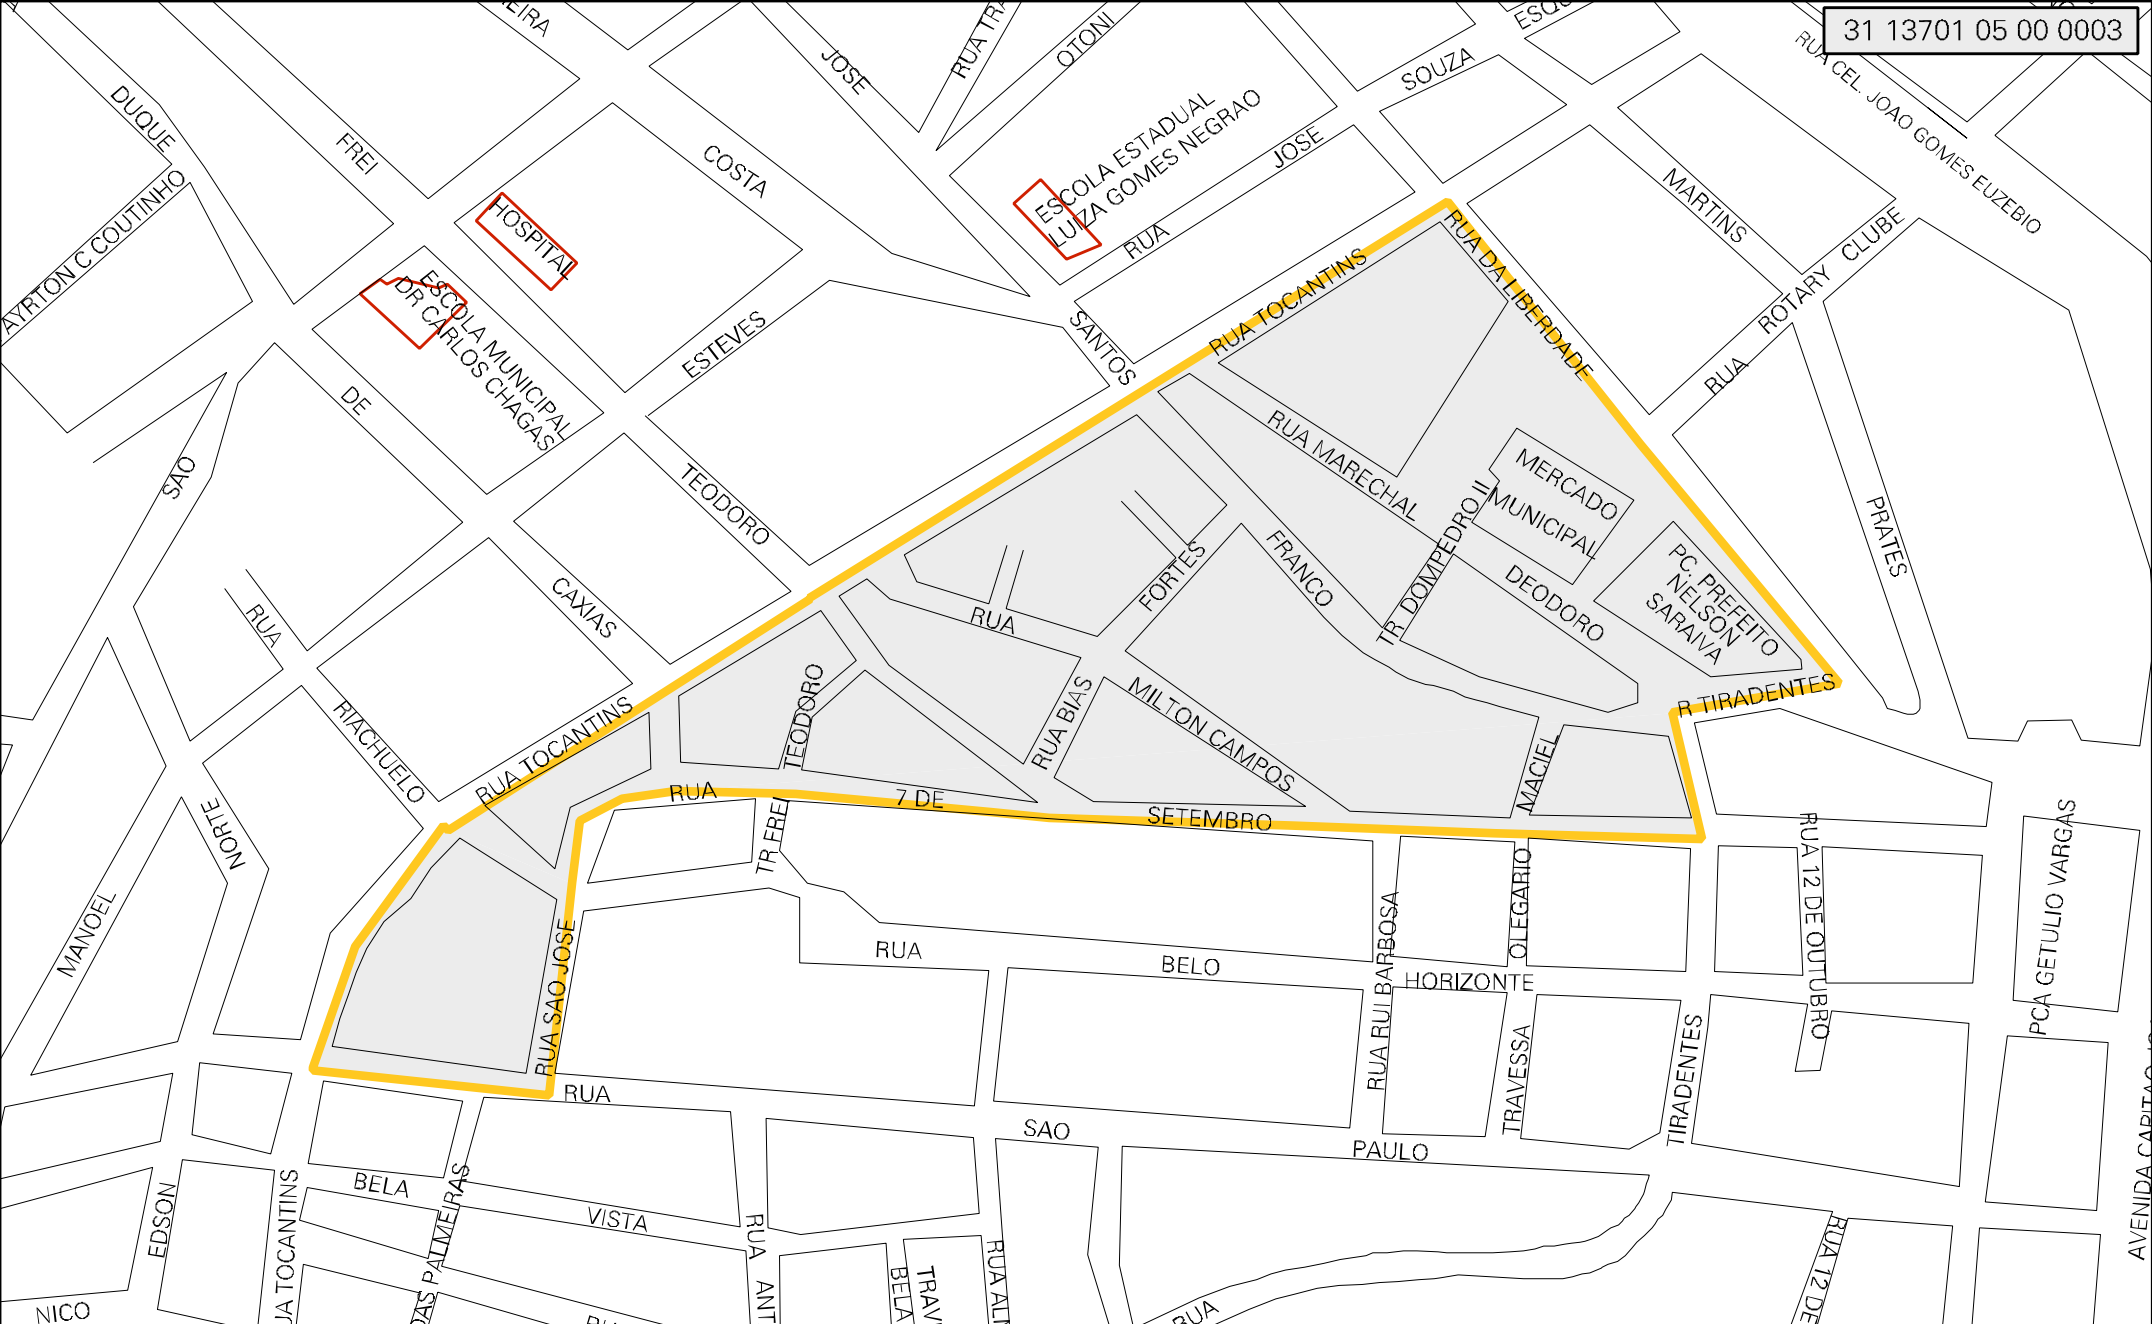 31 13701 05 00 0003
OTONI
JOSE
SOUZA
RUA CEL. JOAO GOMES EUZEBIO
DUQUE
FREI
COSTA
ESCOLA ESTADUAL
LUIZA GOMES NEGRAO
RUA
JOSE
MARTINS
AYRTON C COUTINHO
HOSPITAL
ESCOLA MUNICIPAL
DR CARLOS CHAGAS
ESTEVES
SANTOS
RUA TOCANTINS
RUA DA LIBERDADE
RUA
ROTARY
CLUBE
DE
SAO
TEODORO
RUA MARECHAL
MERCADO
MUNICIPAL
PRATES
TR DOMPEDRO II
FRANCO
FORTES
DEODORO
PC. PREFEITO
NELSON
SARAIVA
RUA
CAXIAS
RUA
RIACHUELO
RUA TOCANTINS
TEODORO
RUA BIAS
MILTON CAMPOS
R TIRADENTES
MACIEL
NORTE
RUA
7 DE
SETEMBRO
TR FREI
OLEGARIO
RUA 12 DE OUTUBRO
PCA GETULIO VARGAS
MANOEL
RUA SAO JOSE
RUA
BELO
HORIZONTE
RUA RUI BARBOSA
TRAVESSA
TIRADENTES
RUA
SAO
PAULO
BELA
VISTA
EDSON
DAS PALMEIRAS
RUA
BELA
RUA
RUA 12 DE
NICO